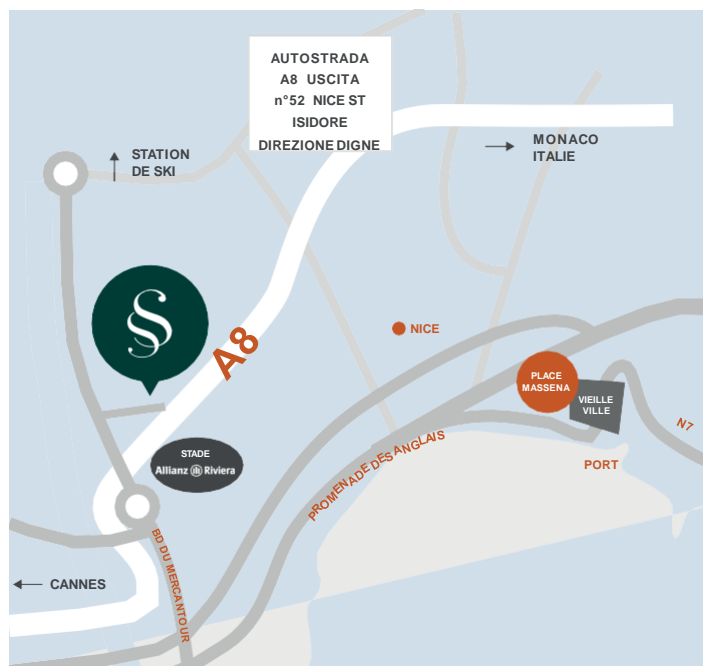 AUTOSTRADA
A8 USCITA
n°52 NICE ST
ISIDORE
DIREZIONE DIGNE
STATION
DE SKI
MONACO
ITALIE
A8
NICE
PLACE
MASSENA
VIEILLE
VILLE
N7
STADE
Allianz Riviera
PROMENADE DES ANGLAIS
PORT
BD DU MERCANTOUR
CANNES